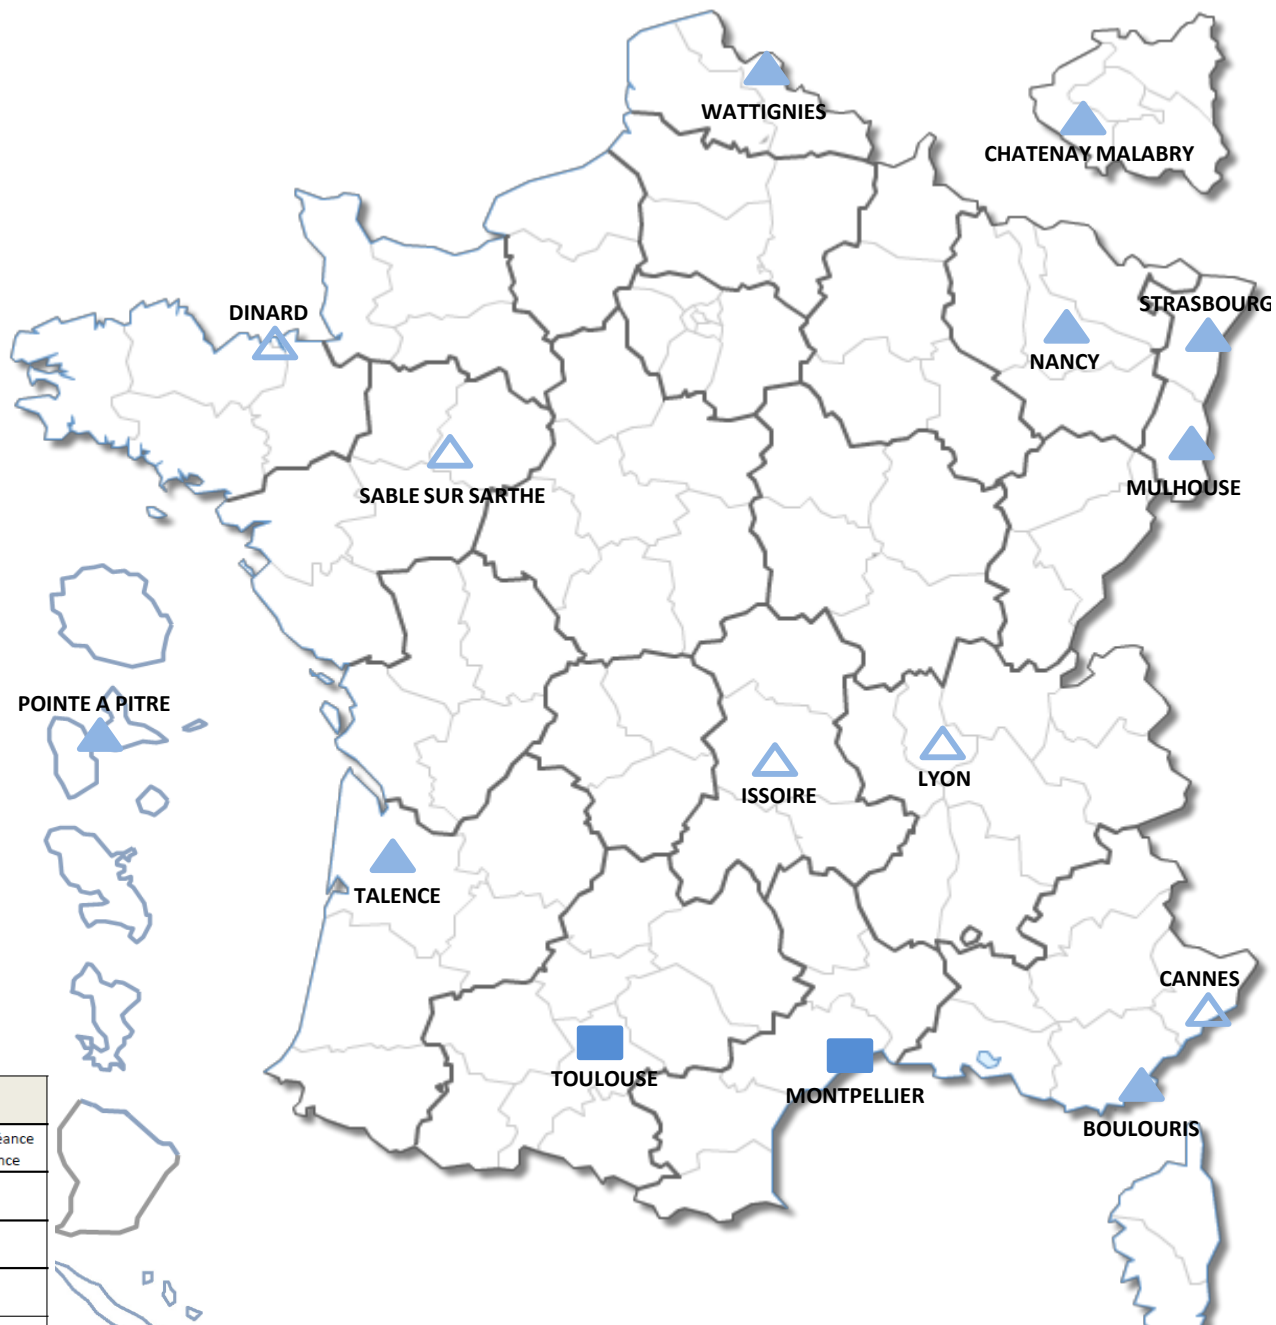 WATTIGNIES
CHATENAY MALABRY
DINARD
STRASBOURG
NANCY
SABLE SUR SARTHE
MULHOUSE
POINTE A PITRE
LYON
ISSOIRE
TALENCE
CANNES
TOULOUSE
MONTPELLIER
BOULOURIS